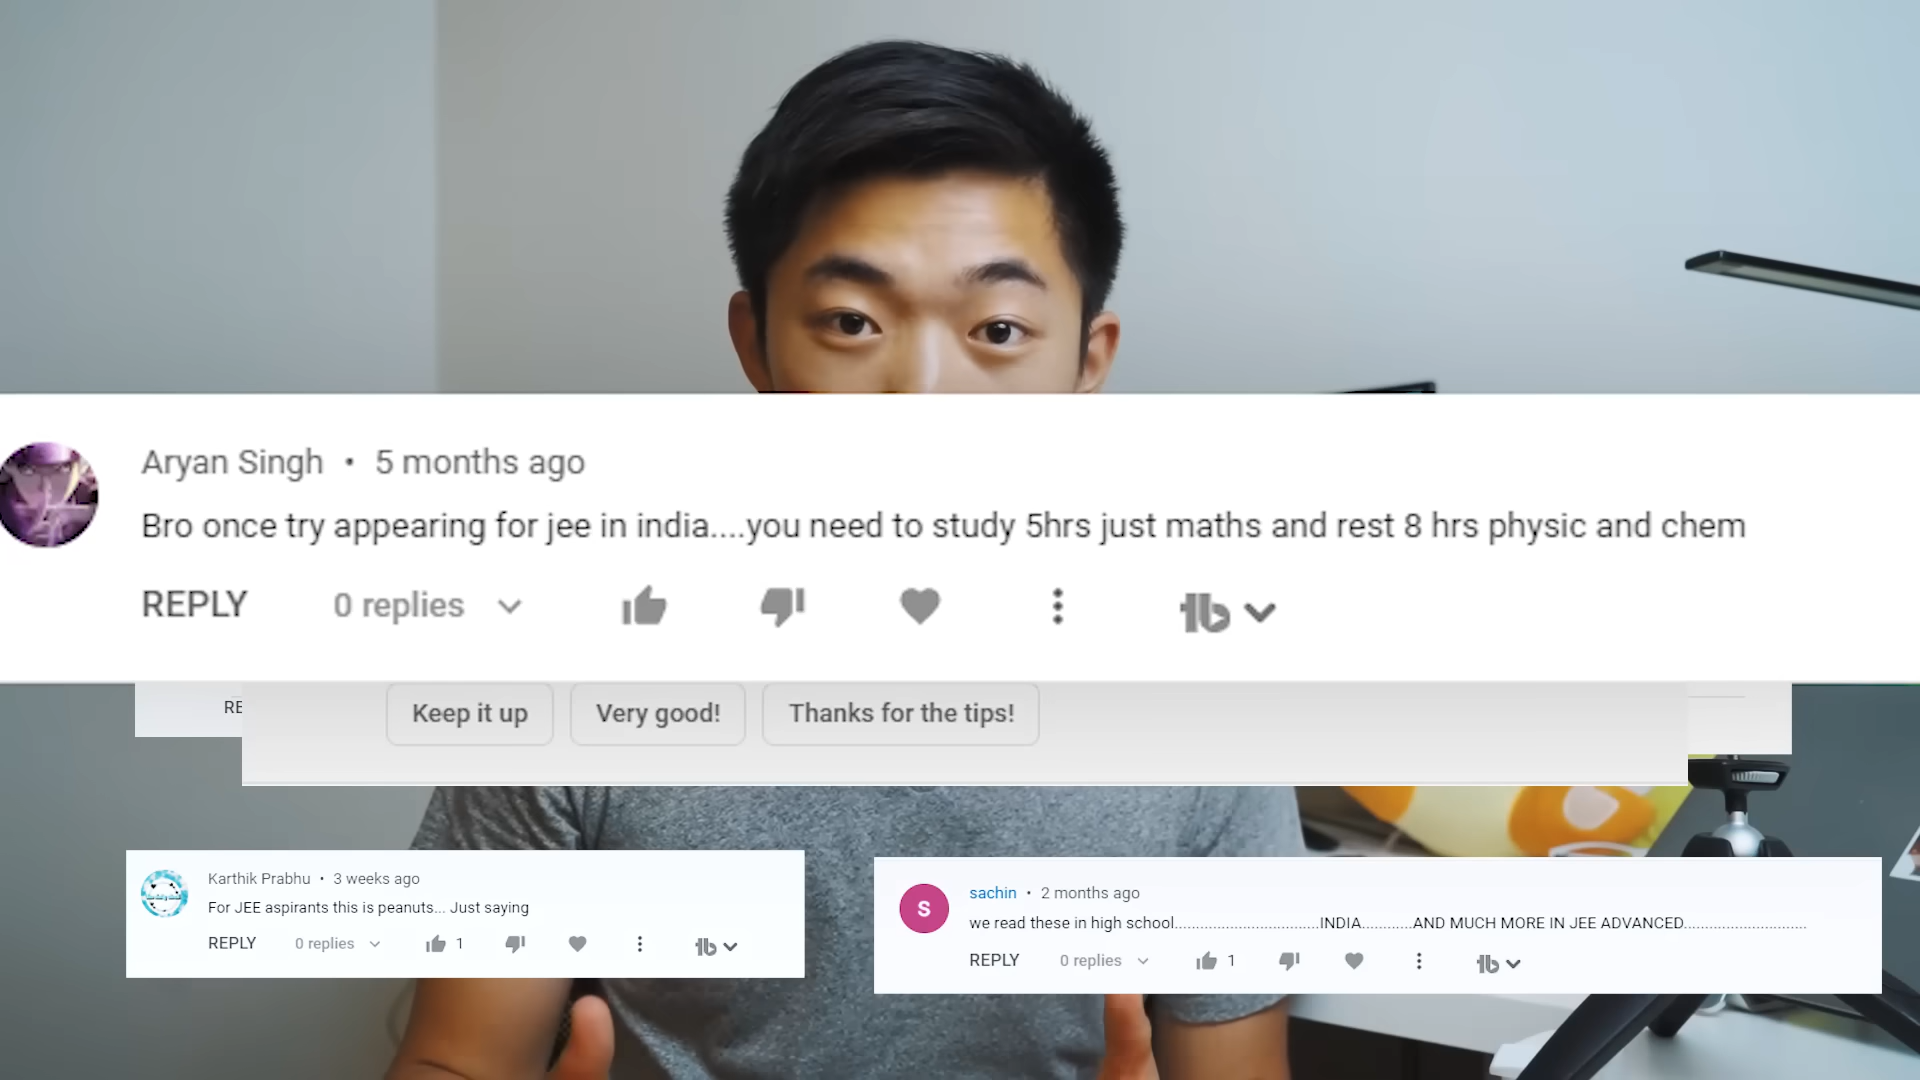 Aryan Singh • 5 months ago
Bro once try appearing for jee in india....you need to study 5hrs just maths and rest 8 hrs physic and chem
REPLY 0 replies
RE
Keep it up Very good! Thanks for the tips!
Karthik Prabhu • 3 weeks ago
For JEE aspirants this is peanuts... Just saying
REPLY 0 replies 1
S
sachin • 2 months ago
we read these in high school..................................INDIA............AND MUCH MORE IN JEE ADVANCED.............................
REPLY 0 replies 1